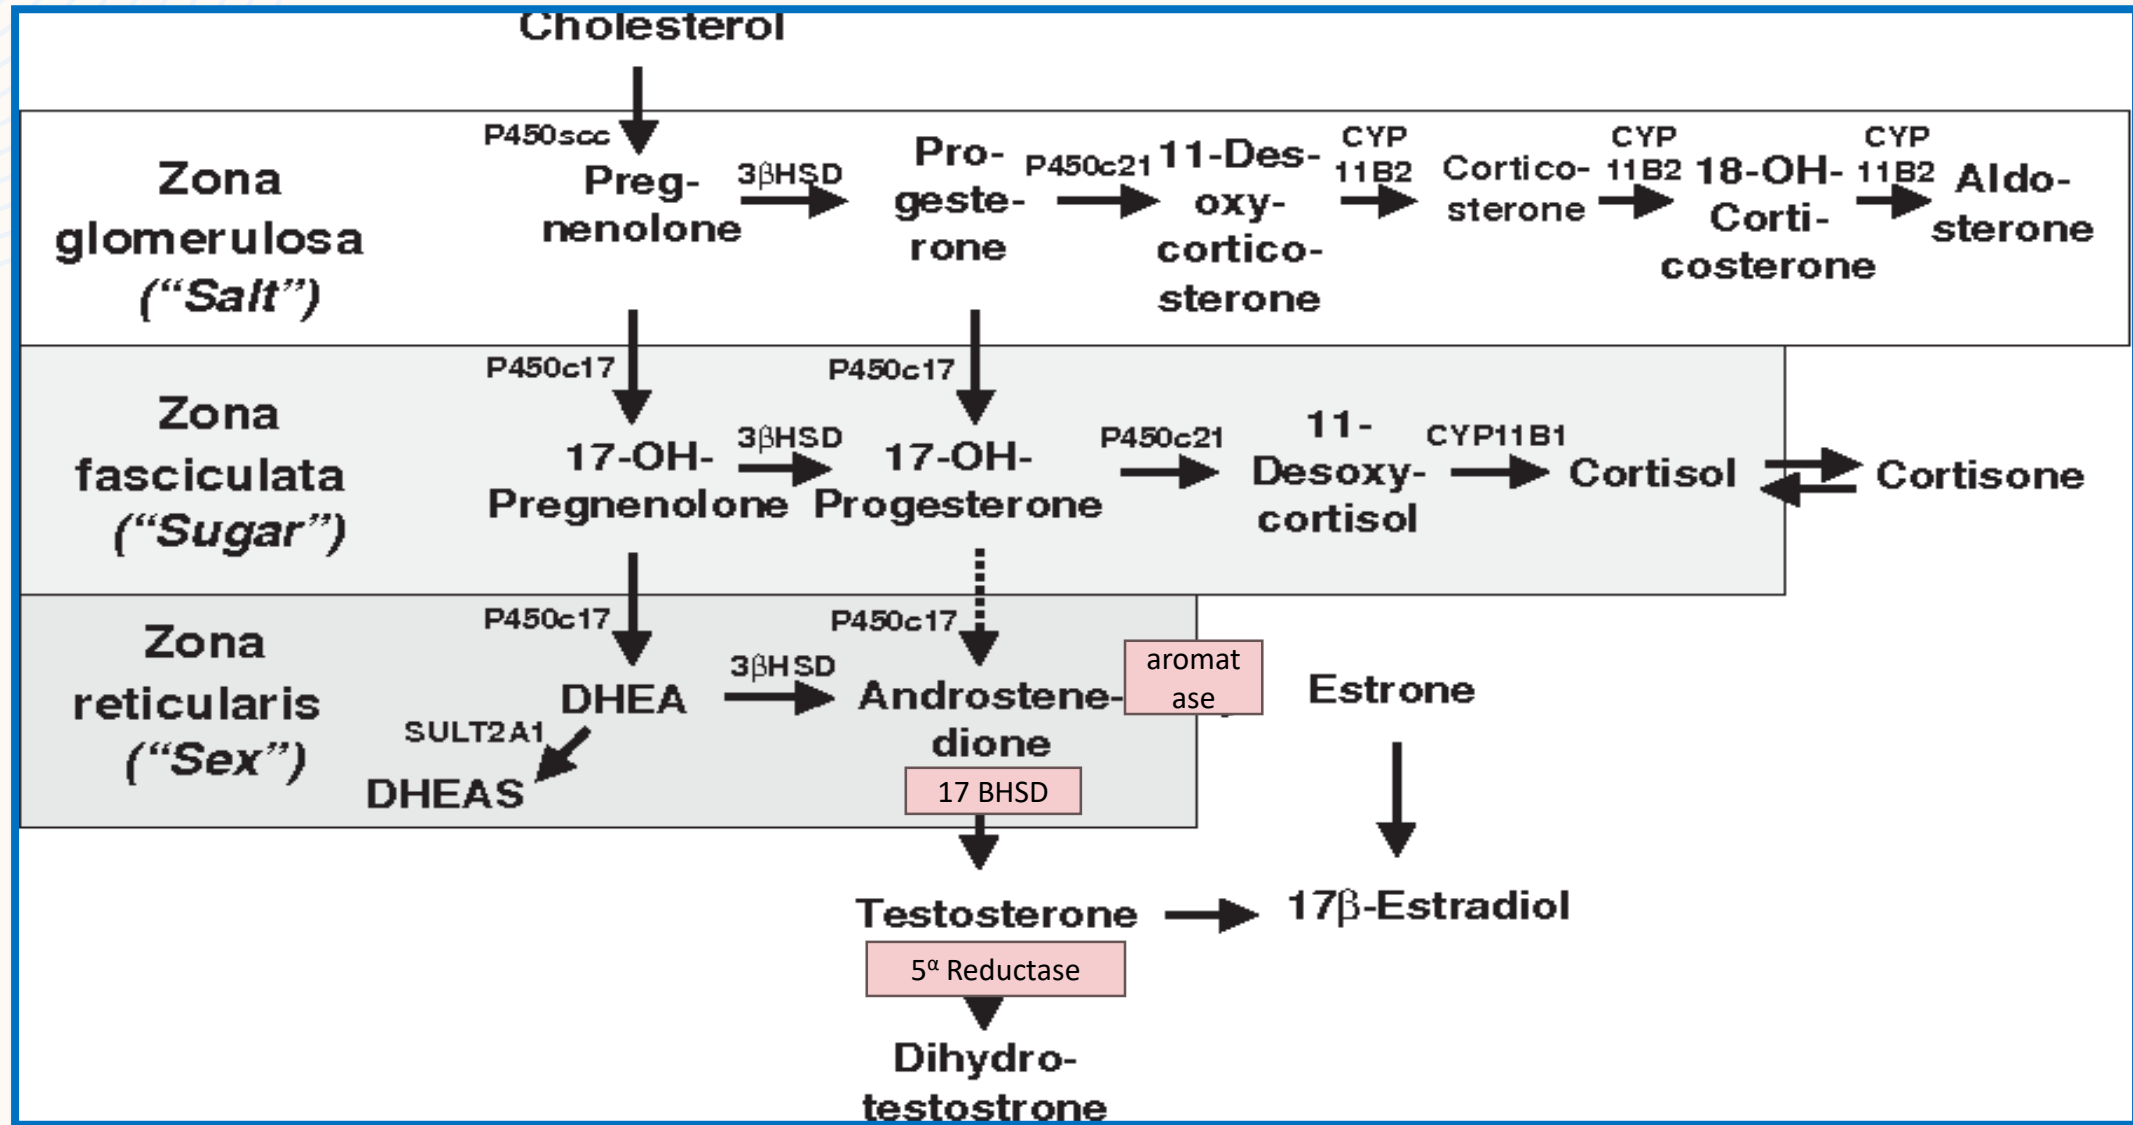 Cholesterol
P450scc
Zona
glomerulosa
(“Salt”)
Preg-
nenolone
3βHSD
Pro-
geste-
rone
P450c21
11-Des-
oxy-
cortico-
sterone
CYP
11B2
Cortico-
sterone
CYP
11B2
18-OH-
Corti-
costerone
CYP
11B2
Aldo-
sterone
P450c17
P450c17
Zona
fasciculata
(“Sugar”)
17-OH-
Pregnenolone
3βHSD
17-OH-
Progesterone
P450c21
11-
Desoxy-
cortisol
CYP11B1
Cortisol
Cortisone
P450c17
P450c17
Zona
reticularis
(“Sex”)
DHEA
SULT2A1
DHEAS
3βHSD
Androstene-
dione
aromat
ase
Estrone
17 BHSD
Testosterone
17β-Estradiol
5α Reductase
Dihydro-
testostrone